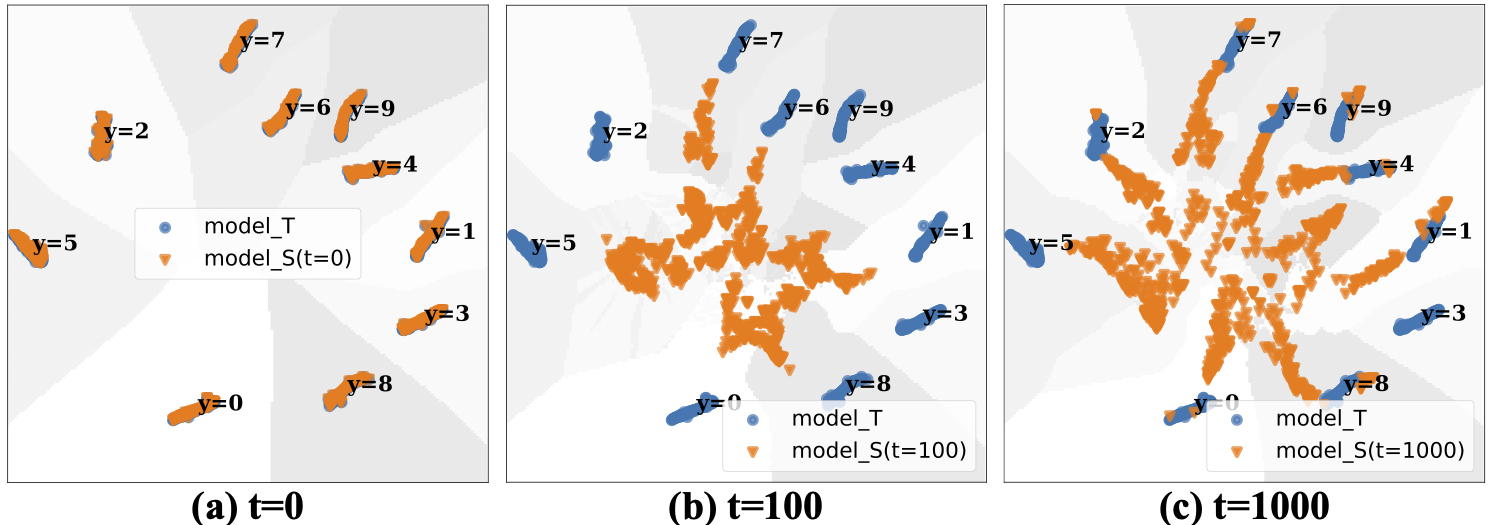 y=7
y=6
y=9
y=2
y=4
model_T
model_S(t=0)
y=5
y=1
y=3
y=8
y=0
(a) t=0
y=7
y=6
y=9
y=2
y=4
y=5
y=1
y=3
y=8
y=0
model_T
model_S(t=100)
(b) t=100
y=7
y=6
y=9
y=2
y=4
y=5
y=1
y=3
y=8
y=0
model_T
model_S(t=1000)
(c) t=1000